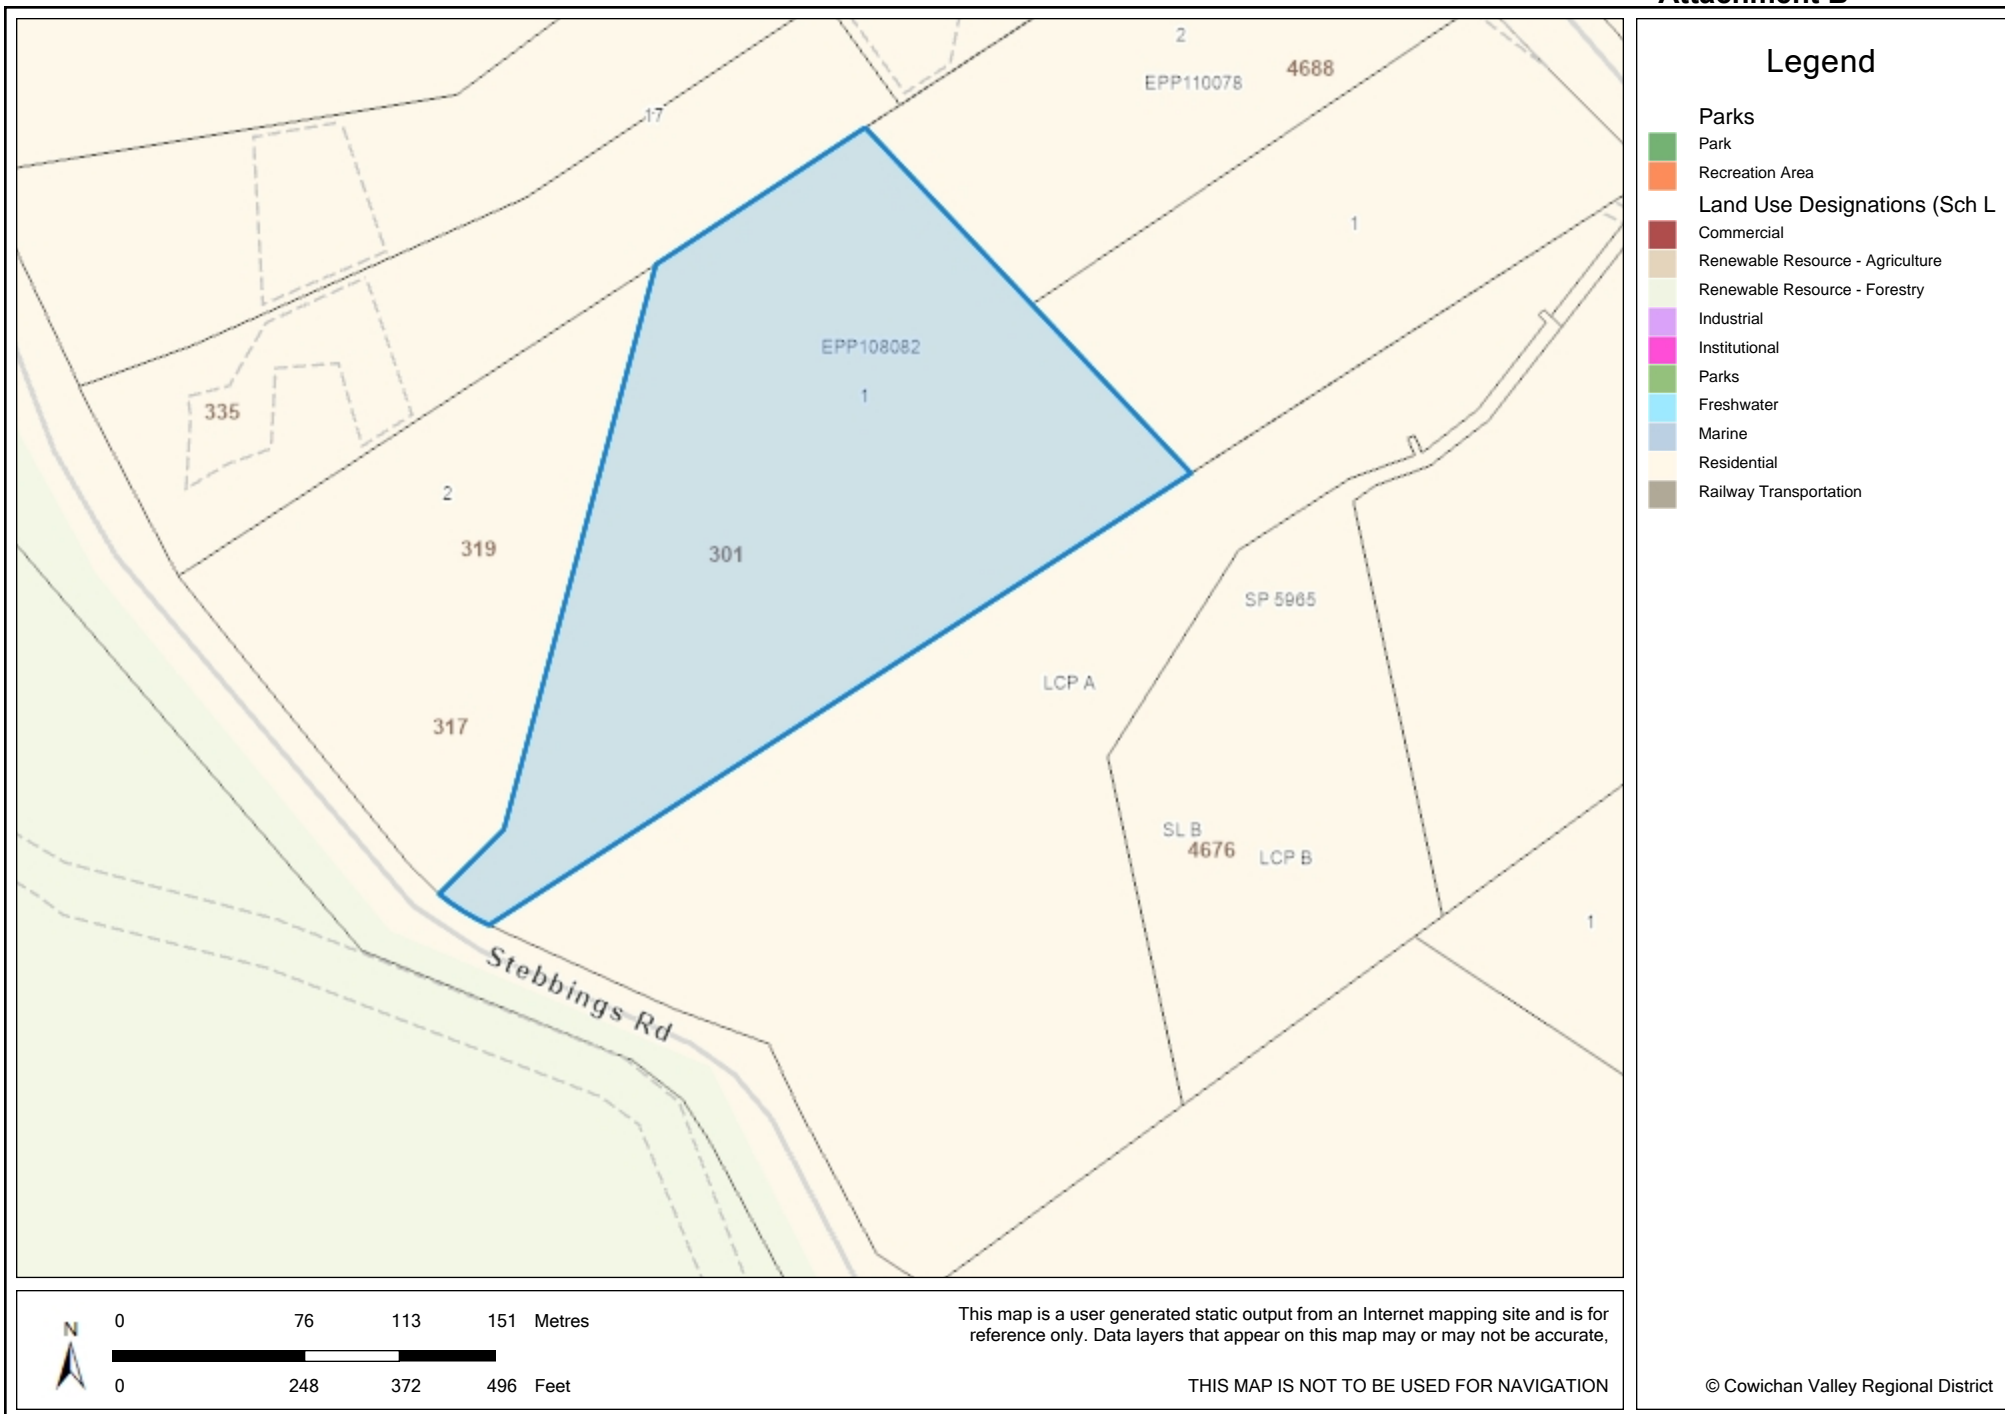 Attachment B
2
EPP110078
4688
17
1
EPP108082
1
335
2
319
301
SP 5965
LCP A
317
SL B
4676
LCP B
1
Stebbings Rd
Legend
Parks
Park
Recreation Area
Land Use Designations (Sch L
Commercial
Renewable Resource - Agriculture
Renewable Resource - Forestry
Industrial
Institutional
Parks
Freshwater
Marine
Residential
Railway Transportation
N
0 76 113 151 Metres
0 248 372 496 Feet
This map is a user generated static output from an Internet mapping site and is for
reference only. Data layers that appear on this map may or may not be accurate,
THIS MAP IS NOT TO BE USED FOR NAVIGATION
© Cowichan Valley Regional District